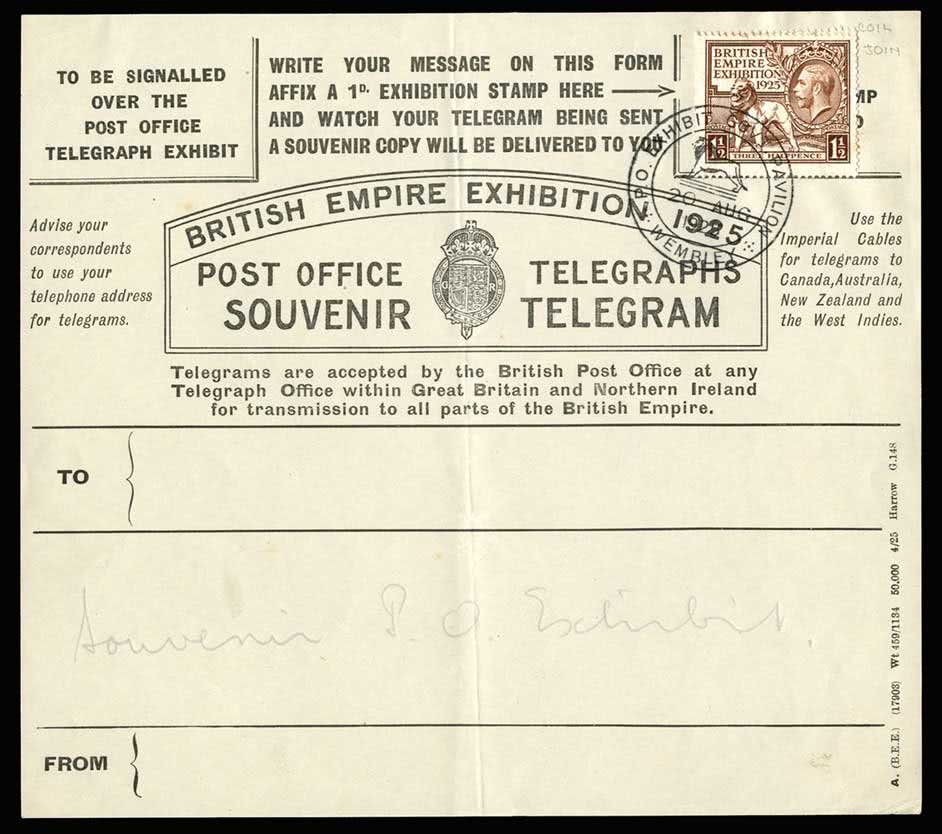 TO BE SIGNALLED
OVER THE
POST OFFICE
TELEGRAPH EXHIBIT
WRITE YOUR MESSAGE ON THIS FORM
AFFIX A 1D. EXHIBITION STAMP HERE →
AND WATCH YOUR TELEGRAM BEING SENT
A SOUVENIR COPY WILL BE DELIVERED TO YOU
COIL
JOIN
BRITISH
EMPIRE
EXHIBITION
1925
1½ 1½
THREE HALFPENCE
P.O. EXHIBIT GOVT PAVILION
20 AUG
1925
WEMBLEY
BRITISH EMPIRE EXHIBITION
POST OFFICE TELEGRAPHS
SOUVENIR TELEGRAM
G R
Advise your
correspondents
to use your
telephone address
for telegrams.
Use the
Imperial Cables
for telegrams to
Canada, Australia,
New Zealand and
the West Indies.
Telegrams are accepted by the British Post Office at any
Telegraph Office within Great Britain and Northern Ireland
for transmission to all parts of the British Empire.
TO
Souvenir P. O. Exhibit.
FROM
A. (B.E.E.) (17903) Wt 459/1134 50,000 4/25 Harrow G.148